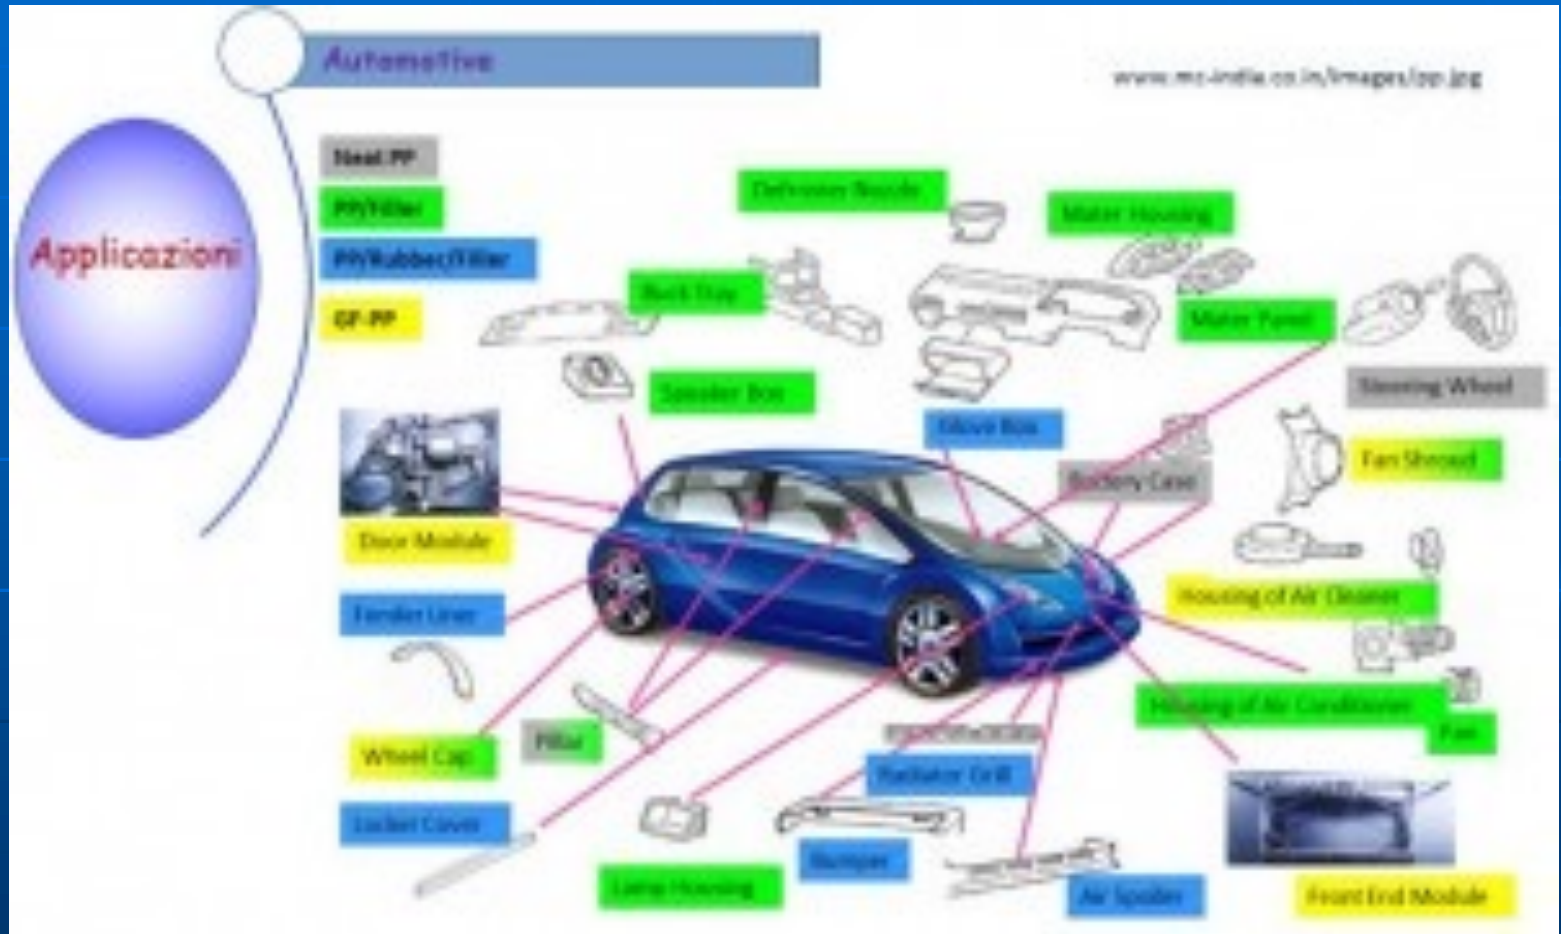 Automotive
www.mc-india.co.in/images/pp.jpg
Applicazioni
Neat PP
PP/Filler
PP/Rubber/Filler
GF-PP
Defroster Nozzle
Meter Housing
Duct Tray
Meter Panel
Speaker Box
Steering Wheel
Glove Box
Fan Shroud
Battery Case
Door Module
Fender Liner
Housing of Air Cleaner
Housing of Air Conditioner
Fan
Wheel Cap
Pillar
Radiator Grill
Locker Cover
Bumper
Lamp Housing
Air Spoiler
Front End Module